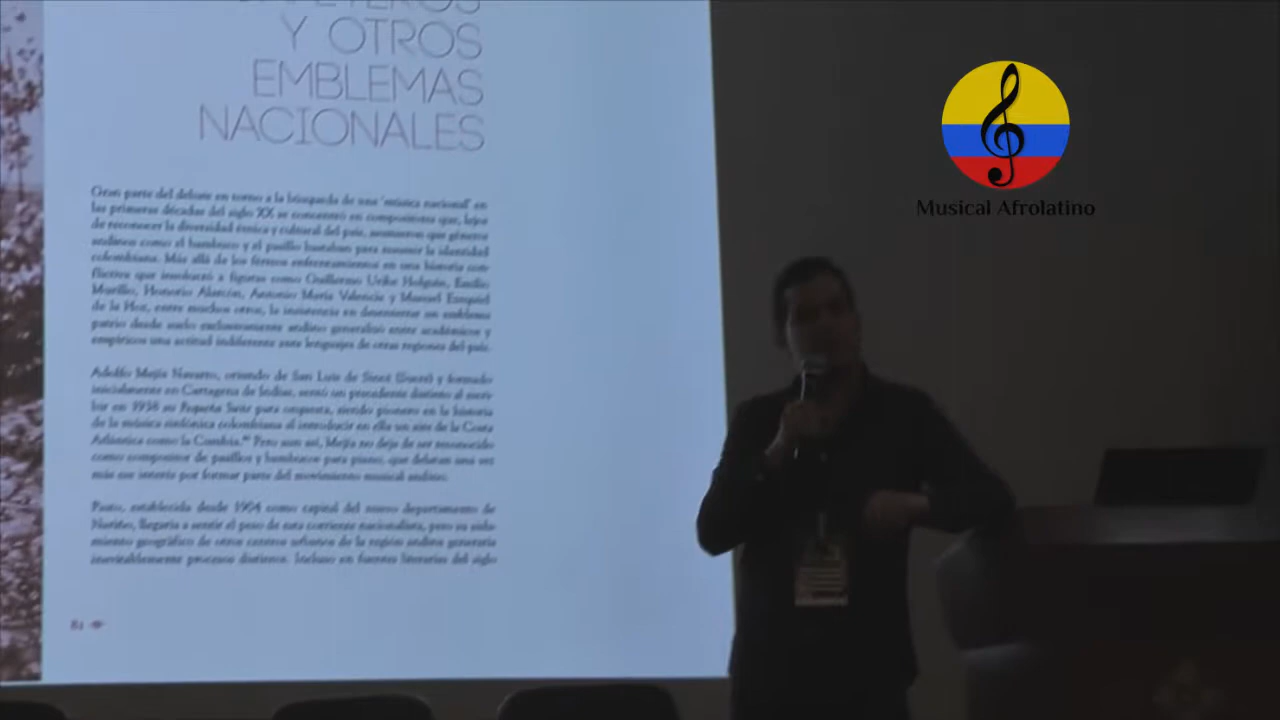 CAFETEROS
Y OTROS
EMBLEMAS
NACIONALES
Gran parte del debate en torno a la búsqueda de una 'música nacional' en
las primeras décadas del siglo XX se concentró en compositores que, lejos
de reconocer la diversidad étnica y cultural del país, asumieron que géneros
andinos como el bambuco y el pasillo bastaban para resumir la identidad
colombiana. Más allá de los férreos enfrentamientos en una historia con-
flictiva que involucró a figuras como Guillermo Uribe Holguín, Emilio
Murillo, Honorio Alarcón, Antonio María Valencia y Manuel Ezequiel
de la Hoz, entre muchos otros, la insistencia en desenterrar un emblema
patrio desde suelo exclusivamente andino generalizó entre académicos y
empíricos una actitud indiferente ante lenguajes de otras regiones del país.
Adolfo Mejía Navarro, oriundo de San Luis de Sincé (Sucre) y formado
inicialmente en Cartagena de Indias, sentó un precedente distinto al escri-
bir en 1938 su Pequeña Suite para orquesta, siendo pionero en la historia
de la música sinfónica colombiana al introducir en ella un aire de la Costa
Atlántica como la Cumbia. Pero aun así, Mejía no deja de ser reconocido
como compositor de pasillos y bambucos para piano, que delatan una vez
más ese interés por formar parte del movimiento musical andino.
Pasto, establecida desde 1904 como capital del nuevo departamento de
Nariño, llegaría a sentir el peso de esta corriente nacionalista, pero su aisla-
miento geográfico de otros centros urbanos de la región andina generaría
inevitablemente procesos distintos. Incluso en fuentes literarias del siglo
Musical Afrolatino